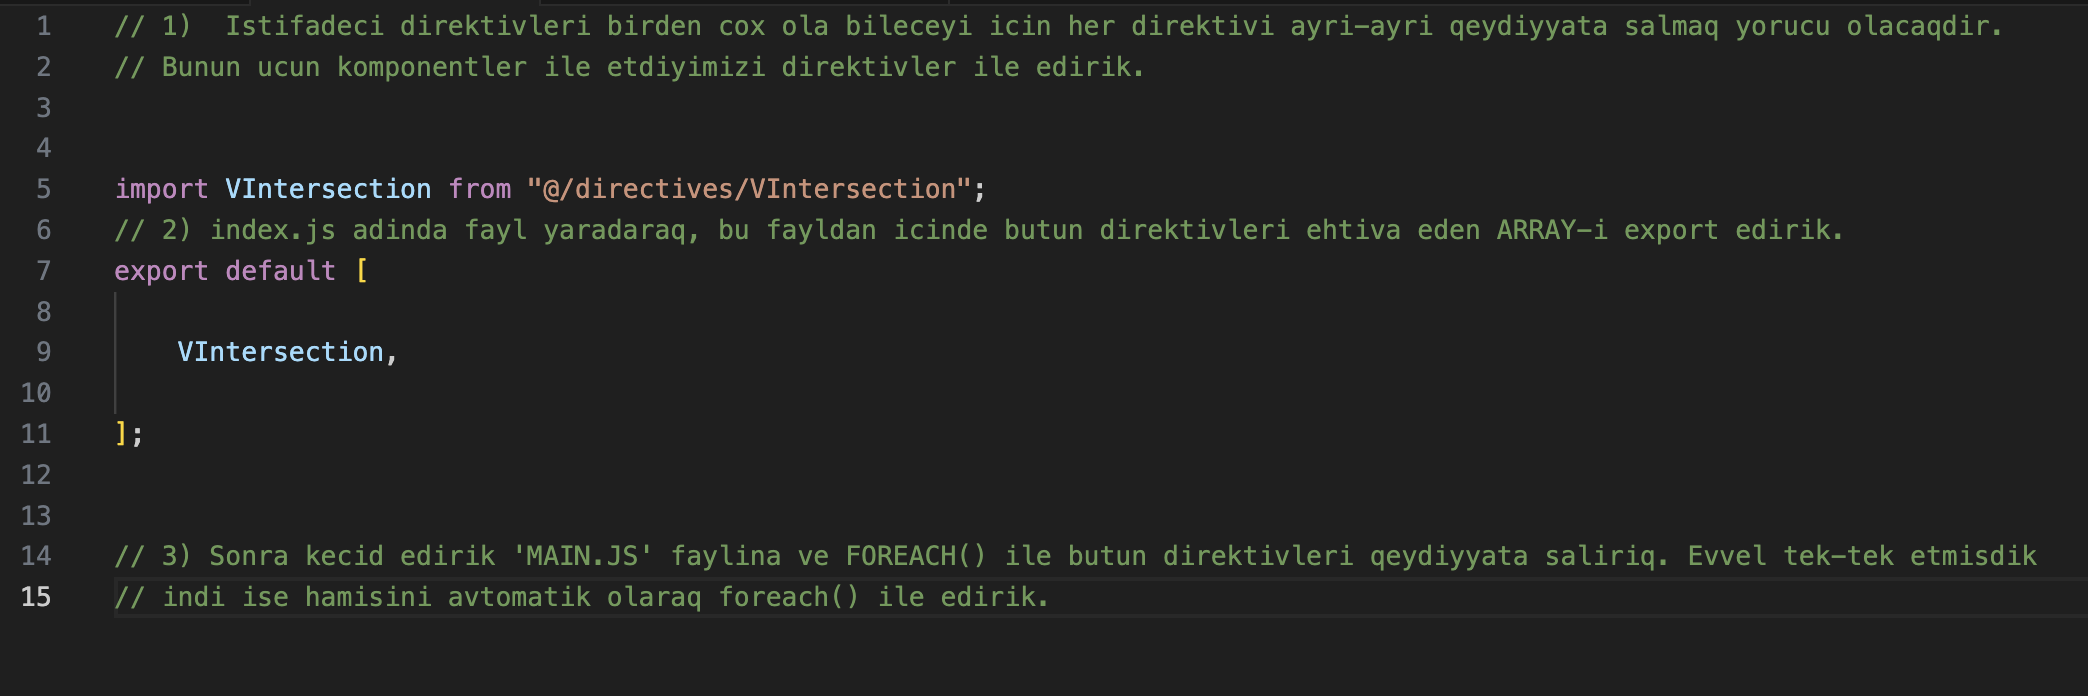 1 // 1)  Istifadeci direktivleri birden cox ola bileceyi icin her direktivi ayri-ayri qeydiyyata salmaq yorucu olacaqdir.
2 // Bunun ucun komponentler ile etdiyimizi direktivler ile edirik.
3
4
5 import VIntersection from "@/directives/VIntersection";
6 // 2) index.js adinda fayl yaradaraq, bu fayldan icinde butun direktivleri ehtiva eden ARRAY-i export edirik.
7 export default [
8
9     VIntersection,
10
11 ];
12
13
14 // 3) Sonra kecid edirik 'MAIN.JS' faylina ve FOREACH() ile butun direktivleri qeydiyyata saliriq. Evvel tek-tek etmisdik
15 // indi ise hamisini avtomatik olaraq foreach() ile edirik.